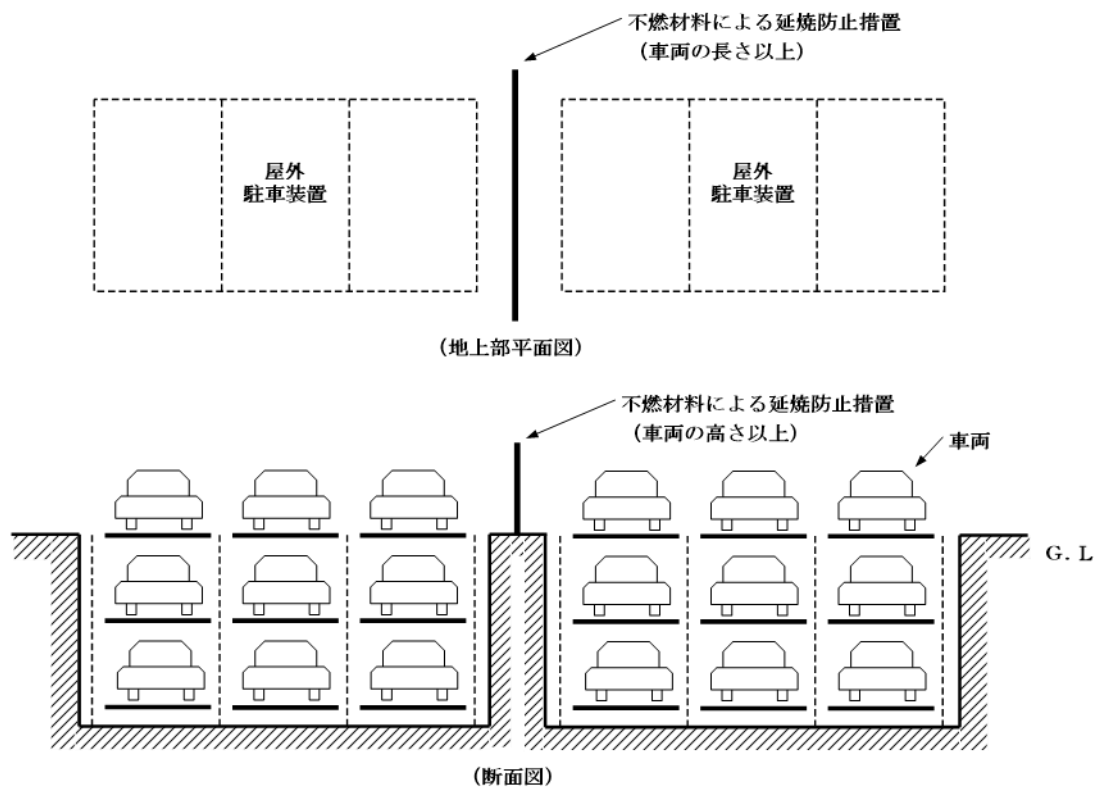 不燃材料による延焼防止措置
(車両の長さ以上)
屋外
駐車装置
屋外
駐車装置
(地上部平面図)
不燃材料による延焼防止措置
(車両の高さ以上)
車両
G.L
(断面図)